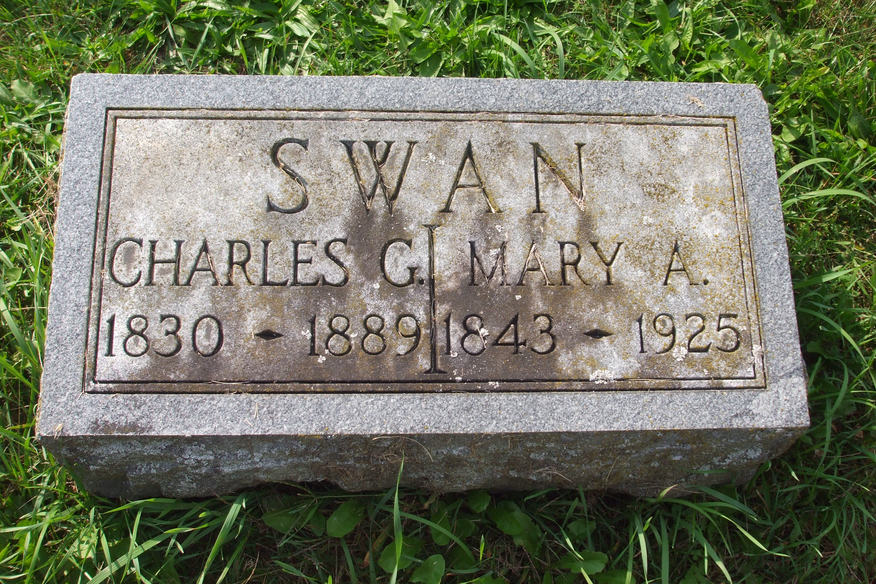 SWAN
CHARLES G. MARY A.
1830 - 1889 1843 - 1925